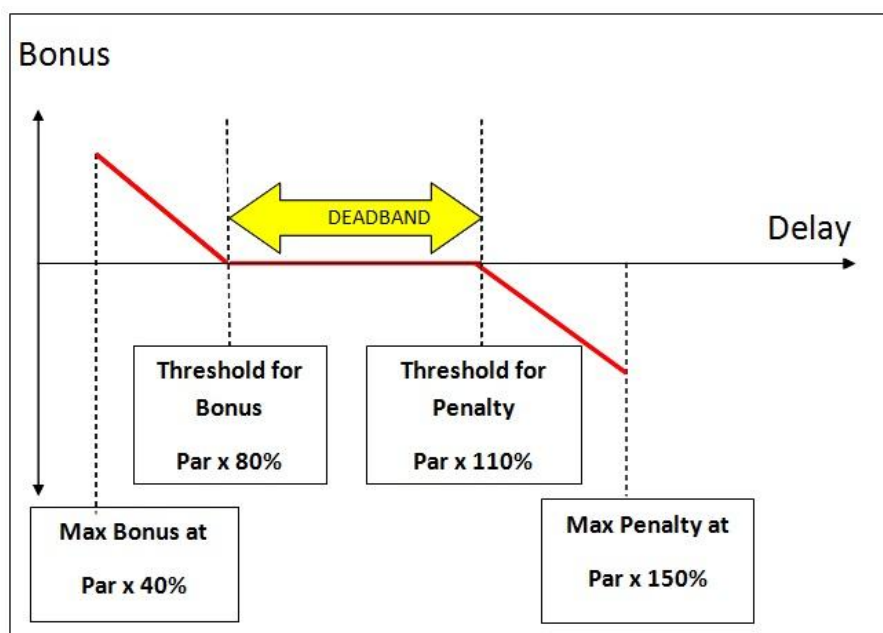 Bonus
DEADBAND
Delay
Threshold for
Bonus
Par x 80%
Threshold for
Penalty
Par x 110%
Max Bonus at
Par x 40%
Max Penalty at
Par x 150%